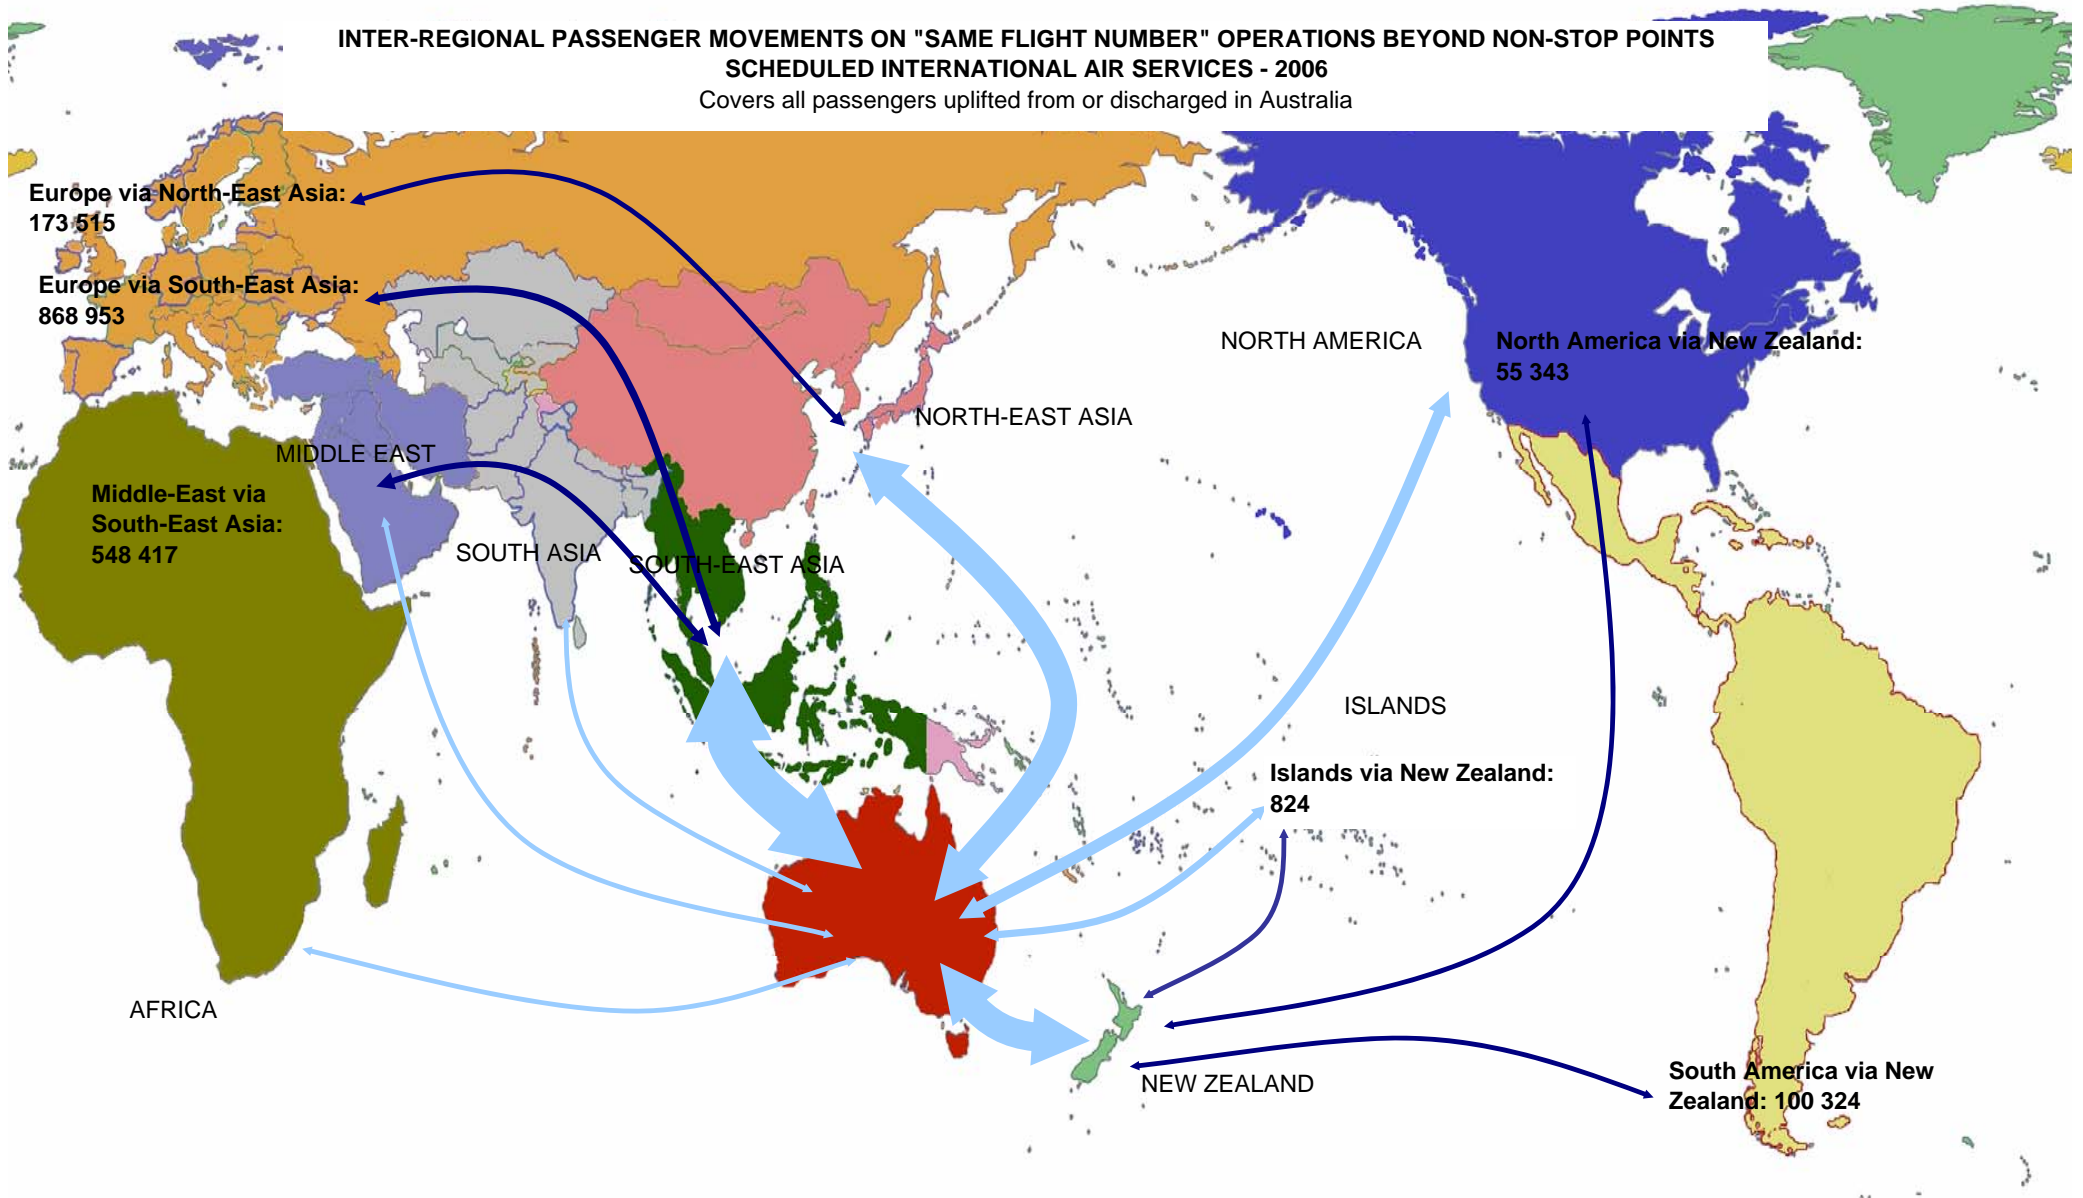 INTER-REGIONAL PASSENGER MOVEMENTS ON "SAME FLIGHT NUMBER" OPERATIONS BEYOND NON-STOP POINTS
SCHEDULED INTERNATIONAL AIR SERVICES - 2006
Covers all passengers uplifted from or discharged in Australia
Europe via North-East Asia:
173 515
Europe via South-East Asia:
868 953
NORTH AMERICA
North America via New Zealand:
55 343
NORTH-EAST ASIA
MIDDLE EAST
Middle-East via
South-East Asia:
548 417
SOUTH ASIA
SOUTH-EAST ASIA
ISLANDS
Islands via New Zealand:
824
AFRICA
NEW ZEALAND
South America via New
Zealand: 100 324